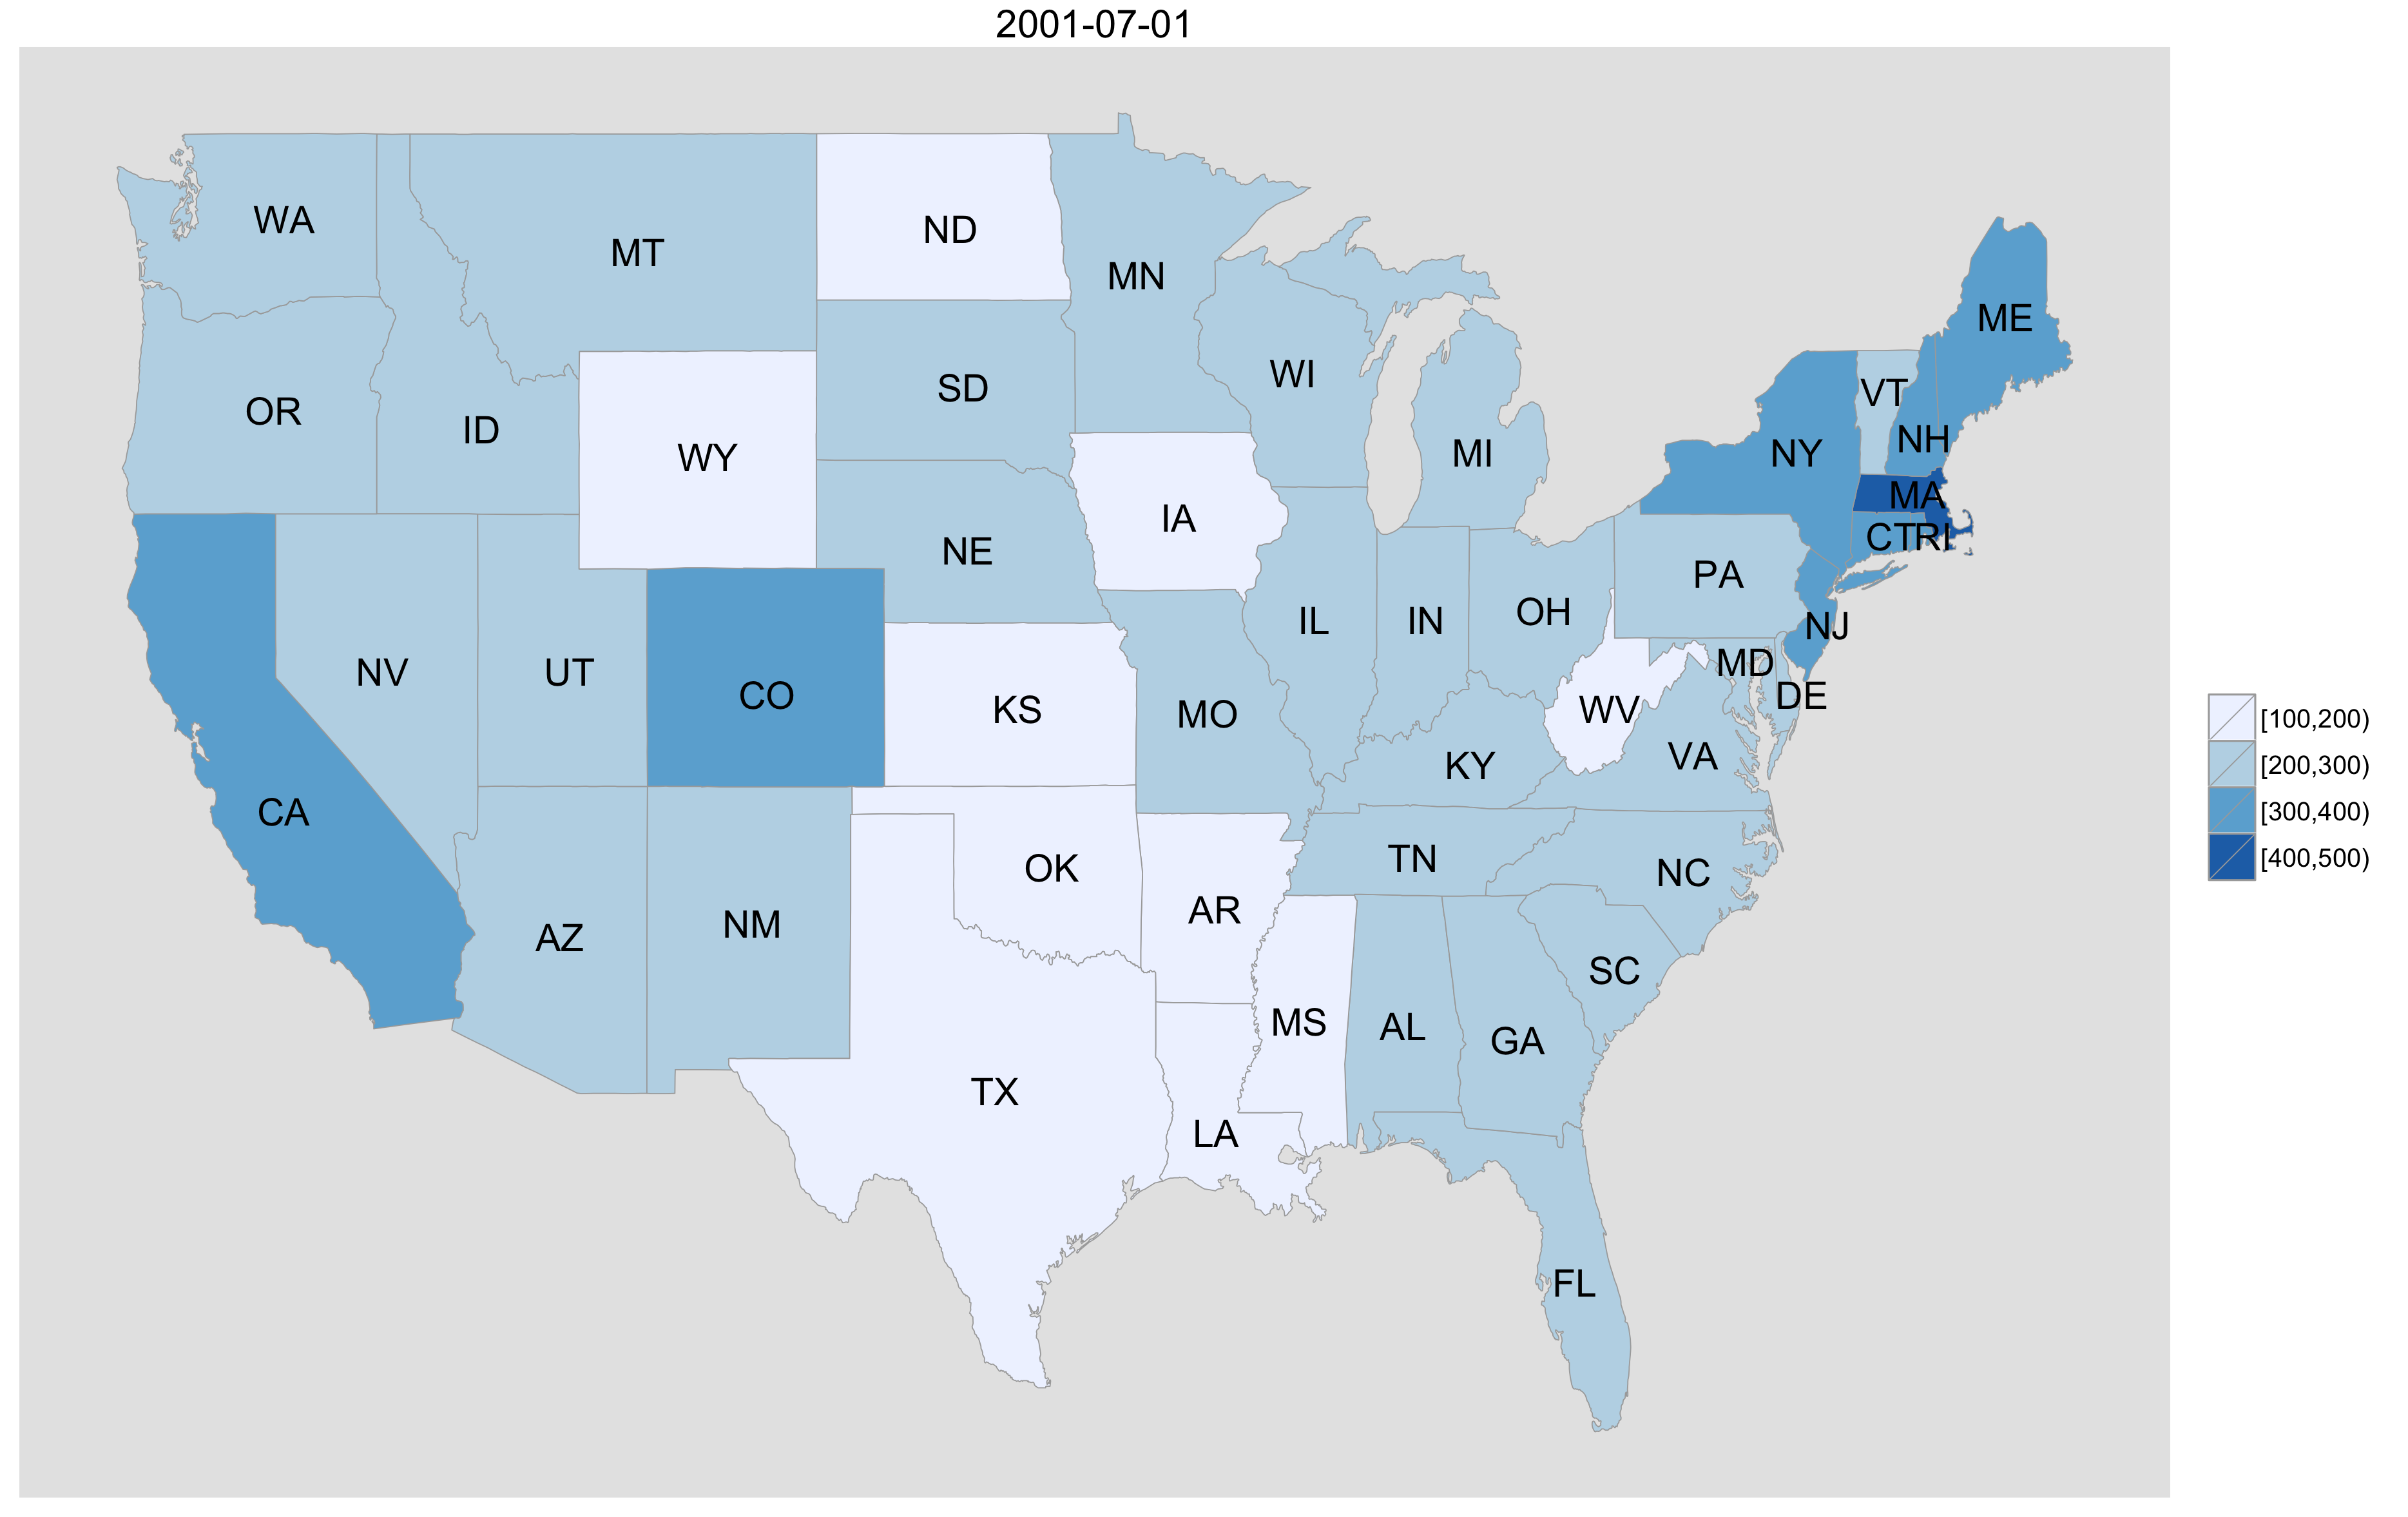 2001-07-01
WA
MT
ND
MN
ME
WI
SD
VT
OR
ID
NH
WY
MI
NY
MA
IA
CT
RI
NE
PA
OH
IL
IN
NJ
MD
NV
UT
CO
DE
KS
WV
MO
VA
KY
CA
TN
OK
NC
AR
NM
AZ
SC
MS
AL
GA
TX
LA
FL
[100,200)
[200,300)
[300,400)
[400,500)